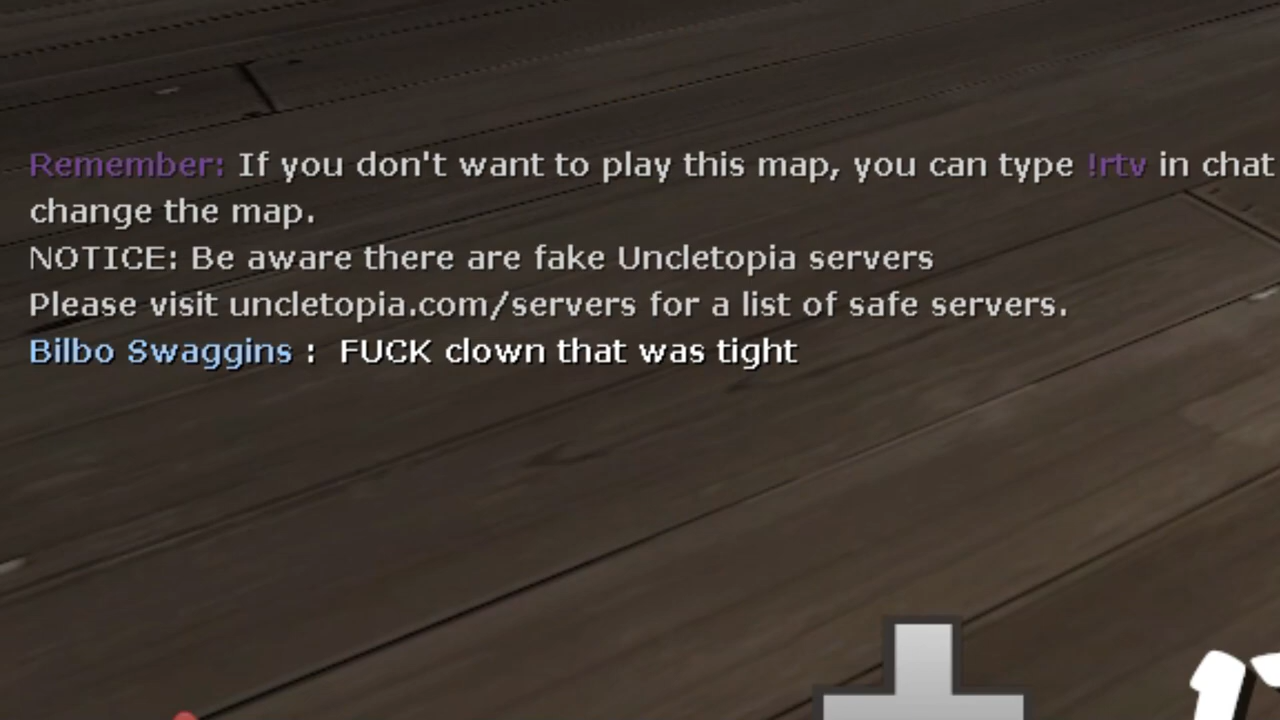 Remember: If you don't want to play this map, you can type !rtv in chat
change the map.
NOTICE: Be aware there are fake Uncletopia servers
Please visit uncletopia.com/servers for a list of safe servers.
Bilbo Swaggins :  FUCK clown that was tight